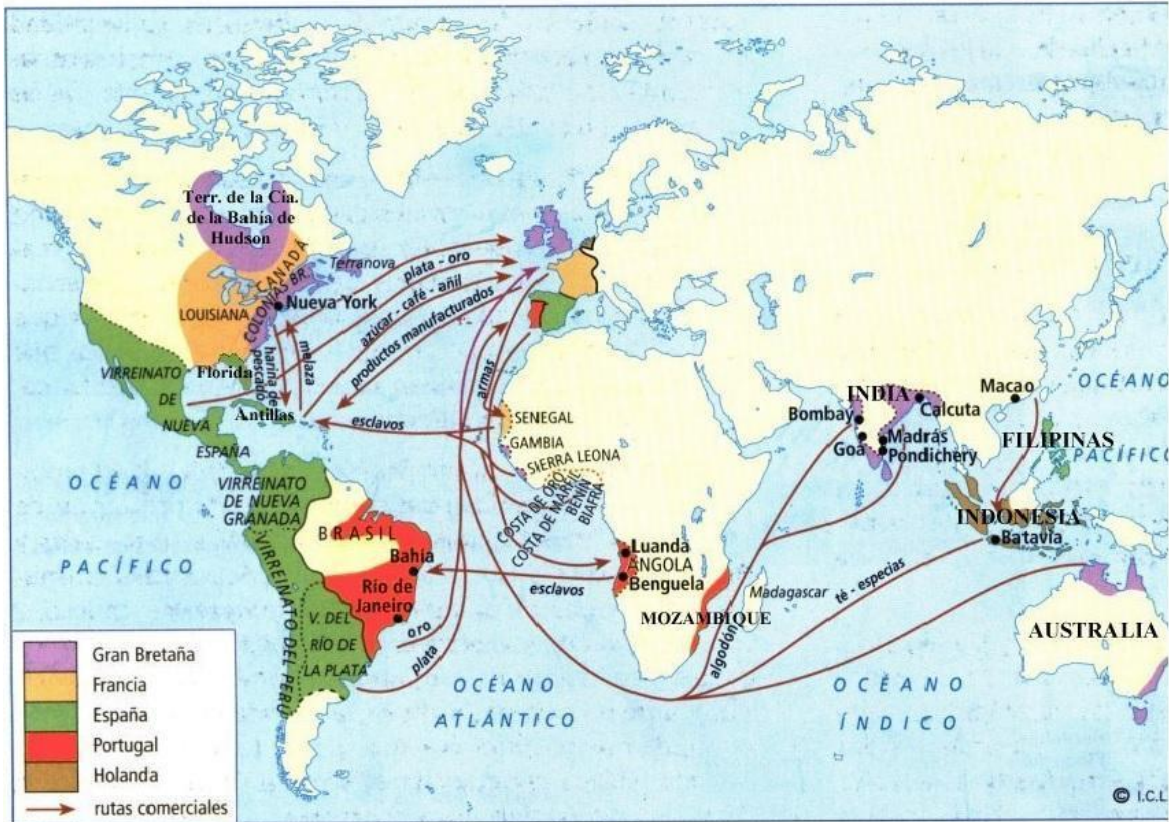 Terr. de la Cia.
de la Bahía de
Hudson
CANADÁ
Terranova
COLONIAS BR.
Nueva York
LOUISIANA
plata - oro
azúcar - café - añil
productos manufacturados
harina de
pescado
melaza
armas
VIRREINATO
DE
NUEVA
ESPAÑA
Florida
Antillas
esclavos
SENEGAL
GAMBIA
SIERRA LEONA
COSTA DE ORO
COSTA DE MARFIL
BENIN
BIAFRA
INDIA
Bombay
Calcuta
Goa
Madrás
Pondichery
Macao
FILIPINAS
OCÉANO
PACÍFICO
OCÉANO
PACÍFICO
VIRREINATO
DE NUEVA
GRANADA
BRASIL
Bahía
Río de
Janeiro
VIRREINATO DEL PERÚ
V. DEL
RÍO DE
LA PLATA
oro
plata
esclavos
Luanda
ANGOLA
Benguela
MOZAMBIQUE
Madagascar
algodón
té - especias
INDONESIA
Batavia
AUSTRALIA
OCÉANO
ATLÁNTICO
OCÉANO
ÍNDICO
Gran Bretaña
Francia
España
Portugal
Holanda
rutas comerciales
© I.C.L